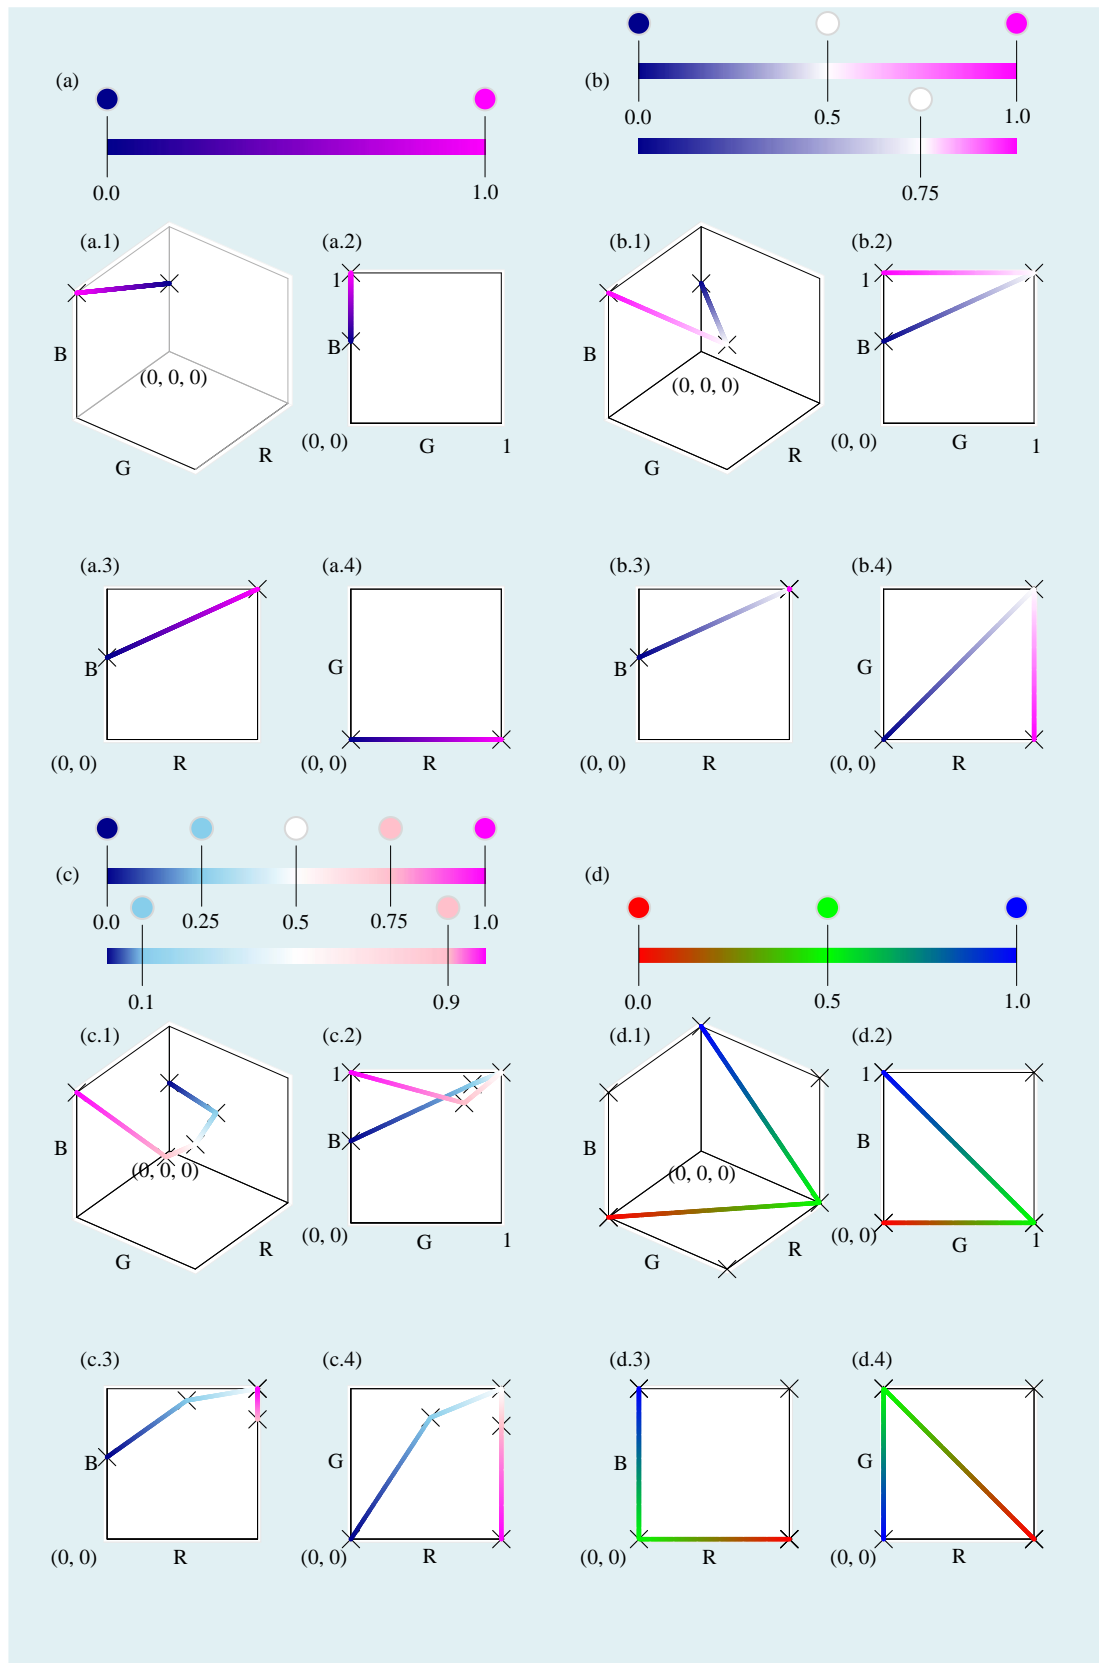 (a)
0.0 1.0
(b)
0.0 0.5 1.0
0.75
(a.1)
B
(0, 0, 0)
G
R
(a.2)
1
B
(0, 0)
G
1
(b.1)
B
(0, 0, 0)
G
R
(b.2)
1
B
(0, 0)
G
1
(a.3)
B
(0, 0)
R
(a.4)
G
(0, 0)
R
(b.3)
B
(0, 0)
R
(b.4)
G
(0, 0)
R
(c)
0.0 0.25 0.5 0.75 1.0
0.1 0.9
(d)
0.0 0.5 1.0
(c.1)
B
(0, 0, 0)
G
R
(c.2)
1
B
(0, 0)
G
1
(d.1)
B
(0, 0, 0)
G
R
(d.2)
1
B
(0, 0)
G
1
(c.3)
B
(0, 0)
R
(c.4)
G
(0, 0)
R
(d.3)
B
(0, 0)
R
(d.4)
G
(0, 0)
R